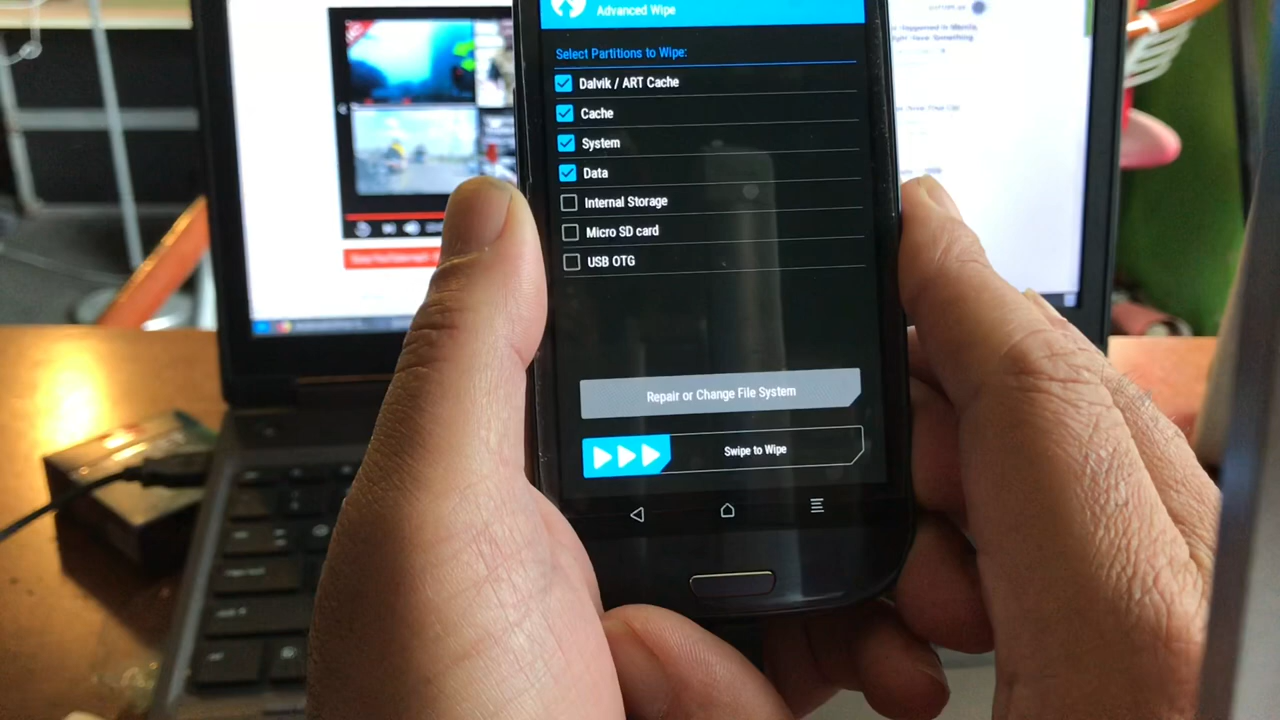 Advanced Wipe
Select Partitions to Wipe:
Dalvik / ART Cache
Cache
System
Data
Internal Storage
Micro SD card
USB OTG
Repair or Change File System
Swipe to Wipe